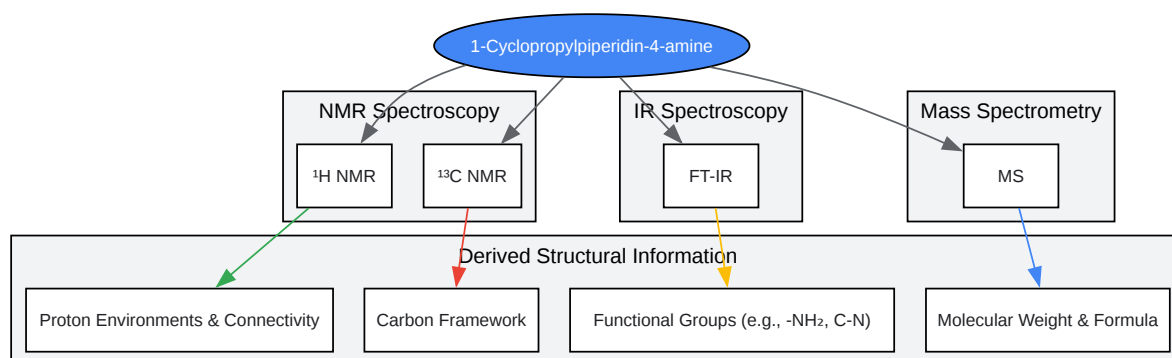 1-Cyclopropylpiperidin-4-amine
NMR Spectroscopy
IR Spectroscopy
Mass Spectrometry
¹H NMR
¹³C NMR
FT-IR
MS
Derived Structural Information
Proton Environments & Connectivity
Carbon Framework
Functional Groups (e.g., -NH₂, C-N)
Molecular Weight & Formula